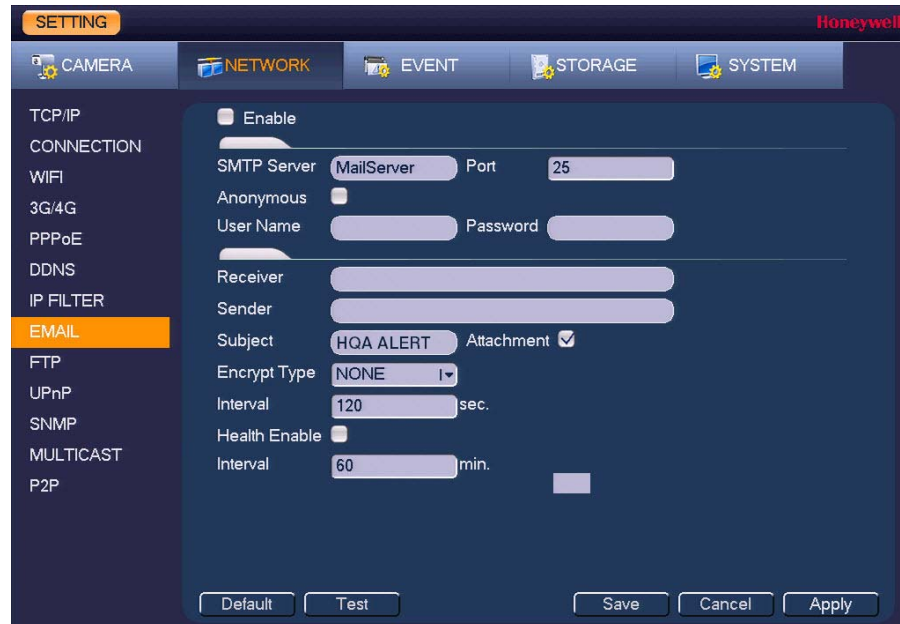 SETTING
Honeywell
CAMERA NETWORK EVENT STORAGE SYSTEM
TCP/IP
CONNECTION
WIFI
3G/4G
PPPoE
DDNS
IP FILTER
EMAIL
FTP
UPnP
SNMP
MULTICAST
P2P
Enable
SMTP Server MailServer Port 25
Anonymous
User Name Password
Receiver
Sender
Subject HQA ALERT Attachment
Encrypt Type NONE
Interval 120 sec.
Health Enable
Interval 60 min.
Default Test Save Cancel Apply